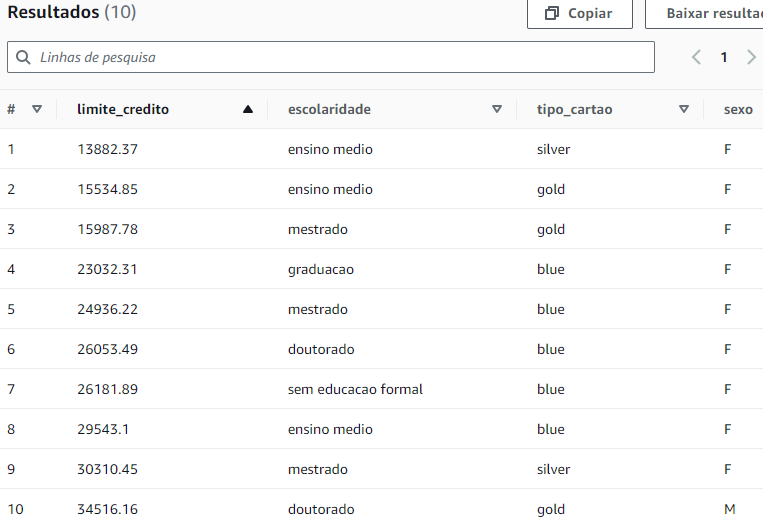 Resultados (10)
Copiar
Baixar resulta
Linhas de pesquisa
1
# limite_credito escolaridade tipo_cartao sexo
1 13882.37 ensino medio silver F
2 15534.85 ensino medio gold F
3 15987.78 mestrado gold F
4 23032.31 graduacao blue F
5 24936.22 mestrado blue F
6 26053.49 doutorado blue F
7 26181.89 sem educacao formal blue F
8 29543.1 ensino medio blue F
9 30310.45 mestrado silver F
10 34516.16 doutorado gold M